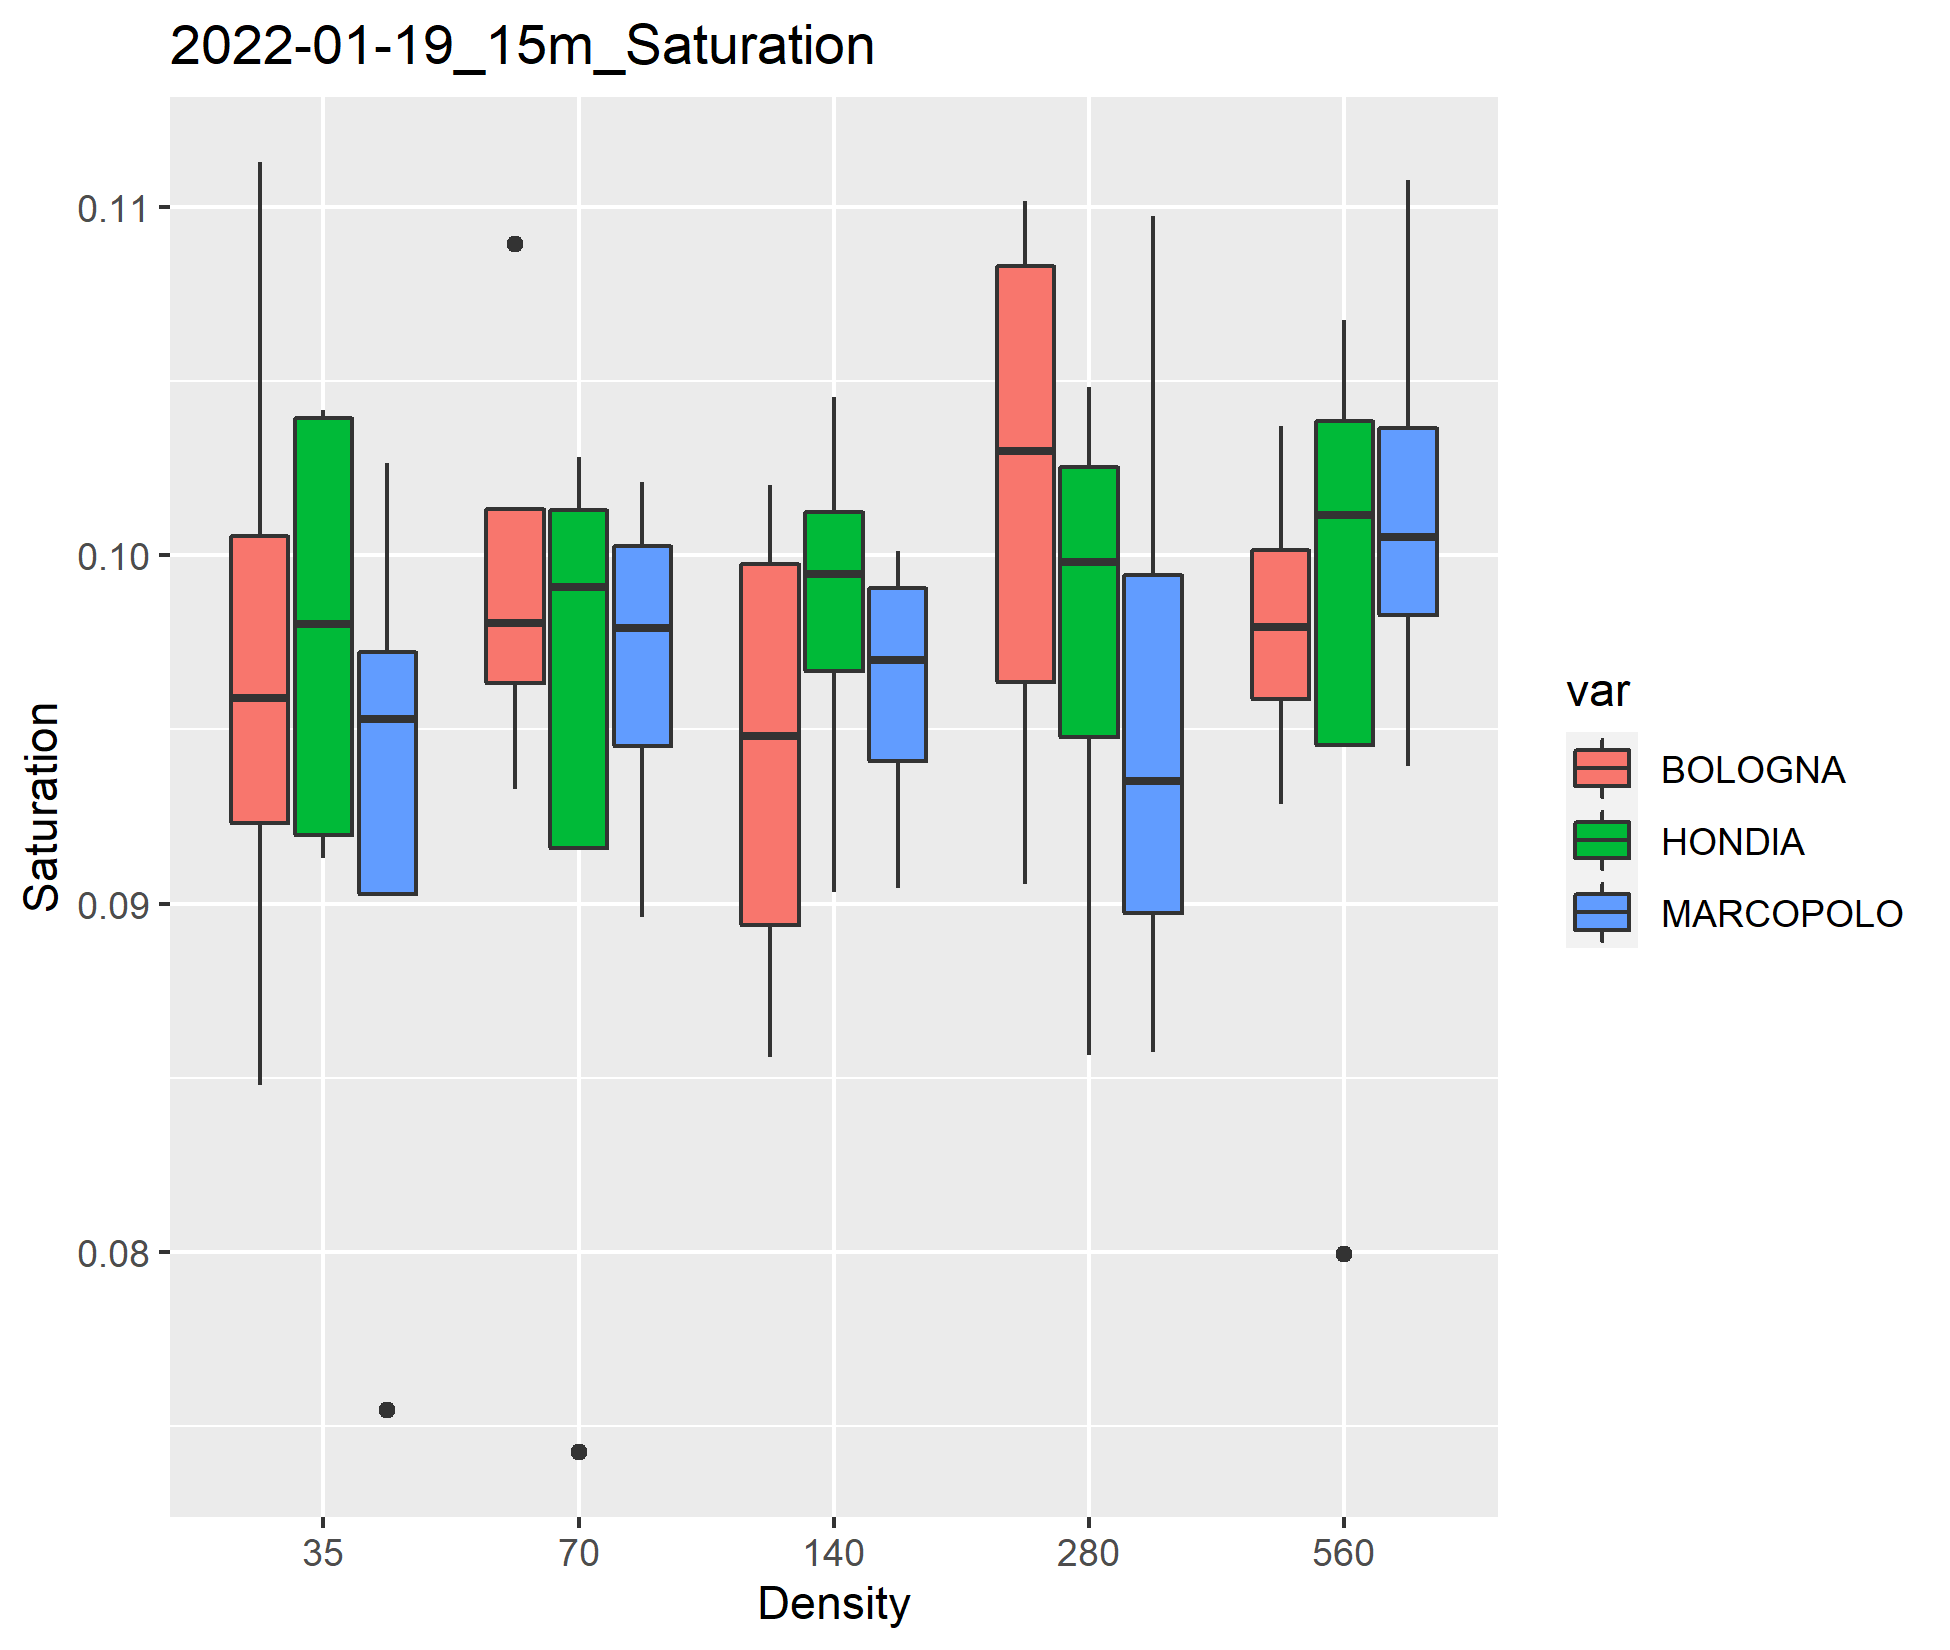 2022-01-19_15m_Saturation
Saturation
0.11
0.10
0.09
0.08
35 70 140 280 560
Density
var
BOLOGNA
HONDIA
MARCOPOLO